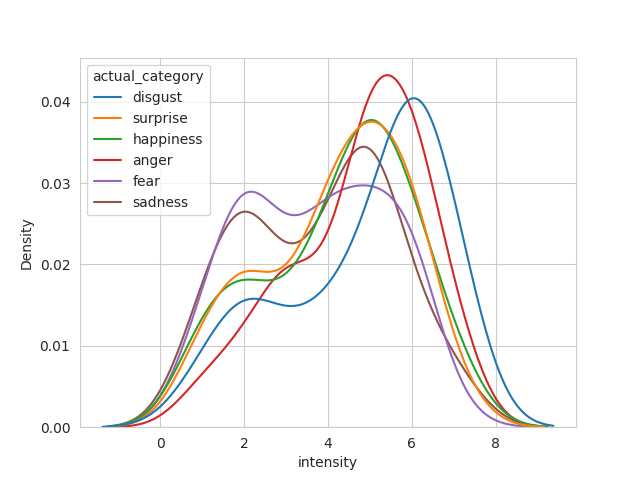 actual_category
disgust
surprise
happiness
anger
fear
sadness
0.04
0.03
0.02
0.01
0.00
Density
0 2 4 6 8
intensity